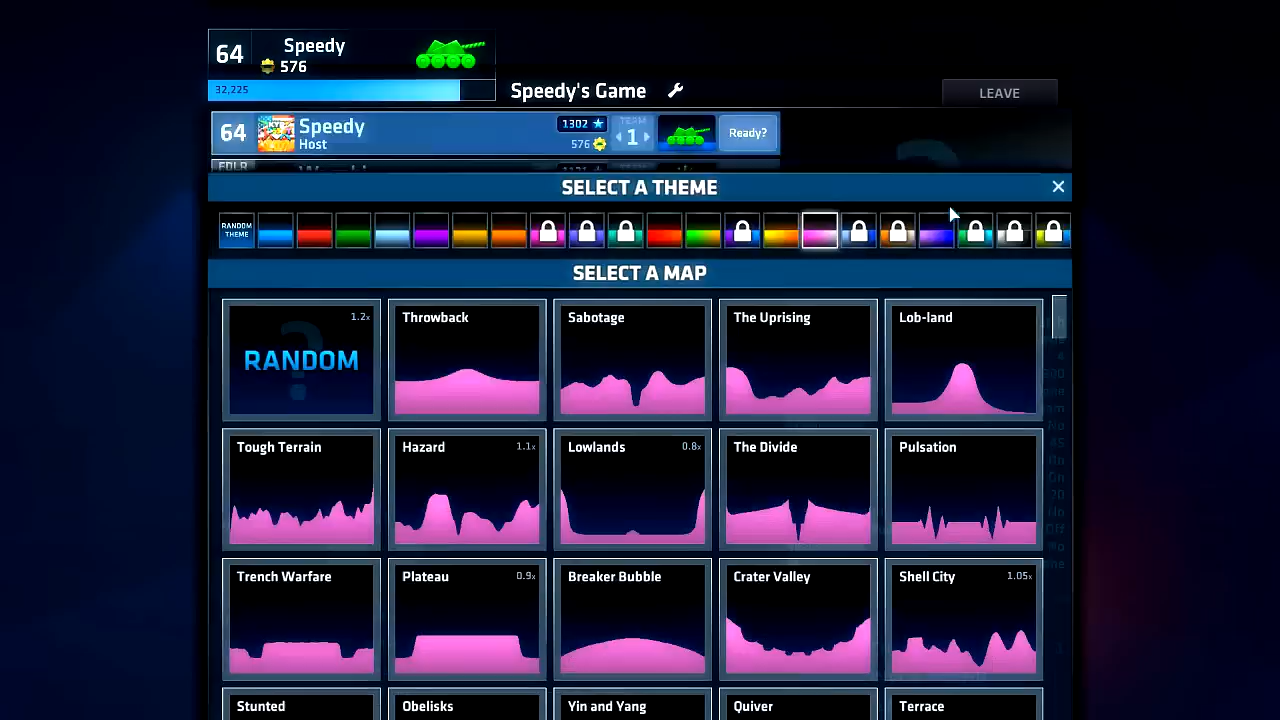 64
Speedy
576
32,225
Speedy's Game
LEAVE
64
Speedy
Host
1302
576
TEAM
1
Ready?
SELECT A THEME
RANDOM
THEME
SELECT A MAP
1.2x
RANDOM
Throwback
Sabotage
The Uprising
Lob-land
Tough Terrain
Hazard
1.1x
Lowlands
0.8x
The Divide
Pulsation
Trench Warfare
Plateau
0.9x
Breaker Bubble
Crater Valley
Shell City
1.05x
Stunted
Obelisks
Yin and Yang
Quiver
Terrace